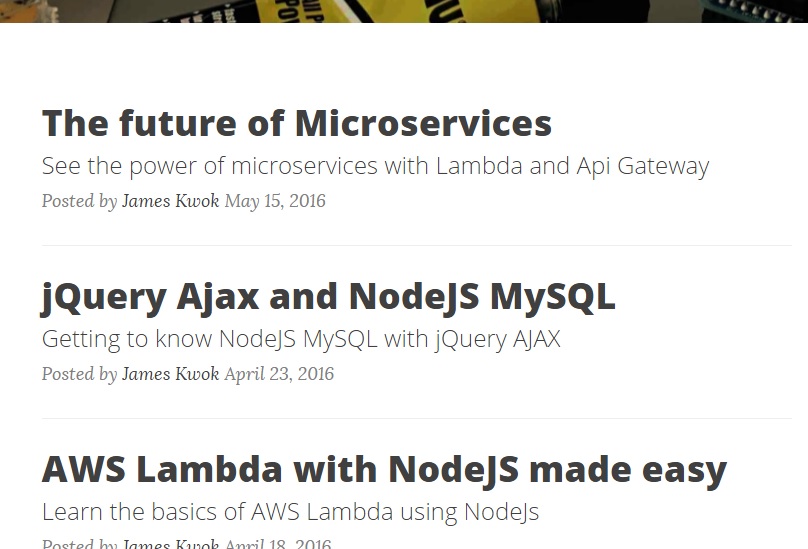 The future of Microservices
See the power of microservices with Lambda and Api Gateway
Posted by James Kwok May 15, 2016
jQuery Ajax and NodeJS MySQL
Getting to know NodeJS MySQL with jQuery AJAX
Posted by James Kwok April 23, 2016
AWS Lambda with NodeJS made easy
Learn the basics of AWS Lambda using NodeJs
Posted by James Kwok April 18, 2016